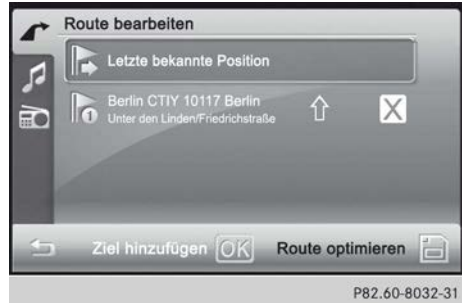 Route bearbeiten
Letzte bekannte Position
Berlin CTIY 10117 Berlin
1 Unter den Linden/Friedrichstraße
X
Ziel hinzufügen OK Route optimieren
P82.60-8032-31